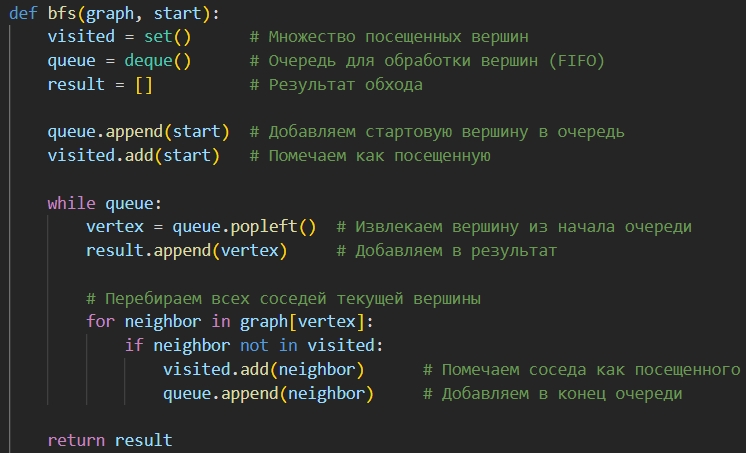 def bfs(graph, start):
    visited = set()      # Множество посещенных вершин
    queue = deque()      # Очередь для обработки вершин (FIFO)
    result = []          # Результат обхода

    queue.append(start)  # Добавляем стартовую вершину в очередь
    visited.add(start)   # Помечаем как посещенную

    while queue:
        vertex = queue.popleft()  # Извлекаем вершину из начала очереди
        result.append(vertex)     # Добавляем в результат

        # Перебираем всех соседей текущей вершины
        for neighbor in graph[vertex]:
            if neighbor not in visited:
                visited.add(neighbor)      # Помечаем соседа как посещенного
                queue.append(neighbor)     # Добавляем в конец очереди

    return result